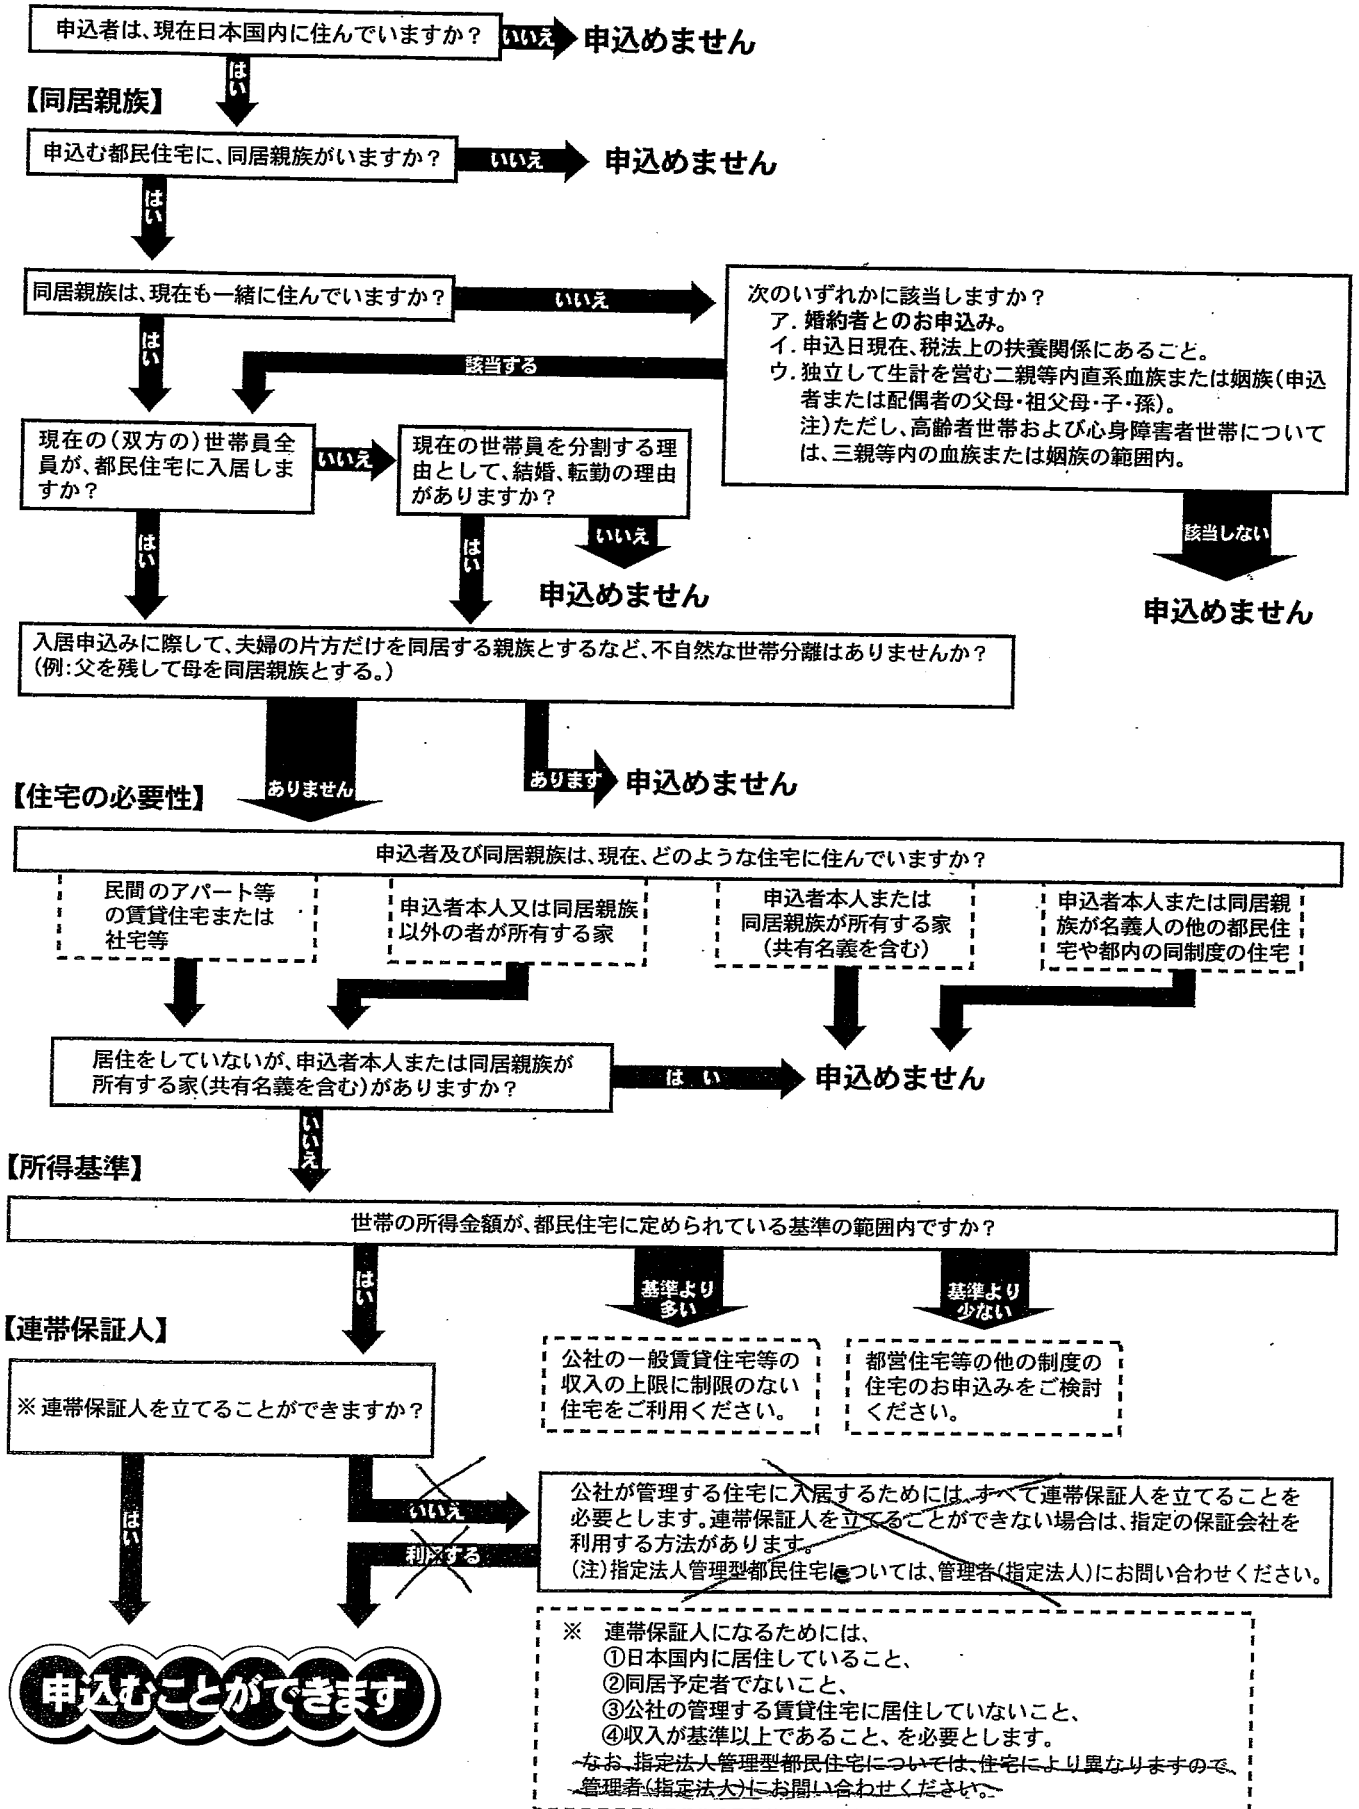 申込者は、現在日本国内に住んでいますか？
いいえ
申込めません
はい
【同居親族】
申込む都民住宅に、同居親族がいますか？
いいえ
申込めません
はい
同居親族は、現在も一緒に住んでいますか？
いいえ
次のいずれかに該当しますか？
ア．婚約者とのお申込み。
イ．申込日現在、税法上の扶養関係にあること。
ウ．独立して生計を営む二親等内直系血族または姻族（申込
者または配偶者の父母・祖父母・子・孫）。
注）ただし、高齢者世帯および心身障害者世帯について
は、三親等内の血族または姻族の範囲内。
はい
該当する
現在の（双方の）世帯員全
員が、都民住宅に入居しま
すか？
いいえ
現在の世帯員を分割する理
由として、結婚、転勤の理由
がありますか？
該当しない
申込めません
はい
はい
いいえ
申込めません
入居申込みに際して、夫婦の片方だけを同居する親族とするなど、不自然な世帯分離はありませんか？
（例：父を残して母を同居親族とする。）
ありません
あります
申込めません
【住宅の必要性】
申込者及び同居親族は、現在、どのような住宅に住んでいますか？
民間のアパート等
の賃貸住宅または
社宅等
申込者本人又は同居親族
以外の者が所有する家
申込者本人または
同居親族が所有する家
（共有名義を含む）
申込者本人または同居親
族が名義人の他の都民住
宅や都内の同制度の住宅
居住をしていないが、申込者本人または同居親族が
所有する家（共有名義を含む）がありますか？
はい
申込めません
いいえ
【所得基準】
世帯の所得金額が、都民住宅に定められている基準の範囲内ですか？
はい
基準より
多い
基準より
少ない
公社の一般賃貸住宅等の
収入の上限に制限のない
住宅をご利用ください。
都営住宅等の他の制度の
住宅のお申込みをご検討
ください。
【連帯保証人】
※連帯保証人を立てることができますか？
はい
いいえ
利用する
公社が管理する住宅に入居するためには、すべて連帯保証人を立てることを
必要とします。連帯保証人を立てることができない場合は、指定の保証会社を
利用する方法があります。
（注）指定法人管理型都民住宅については、管理者（指定法人）にお問い合わせください。
※　連帯保証人になるためには、
①日本国内に居住していること、
②同居予定者でないこと、
③公社の管理する賃貸住宅に居住していないこと、
④収入が基準以上であること、を必要とします。
なお、指定法人管理型都民住宅については、住宅により異なりますので、
管理者（指定法人）にお問い合わせください。
申込むことができます